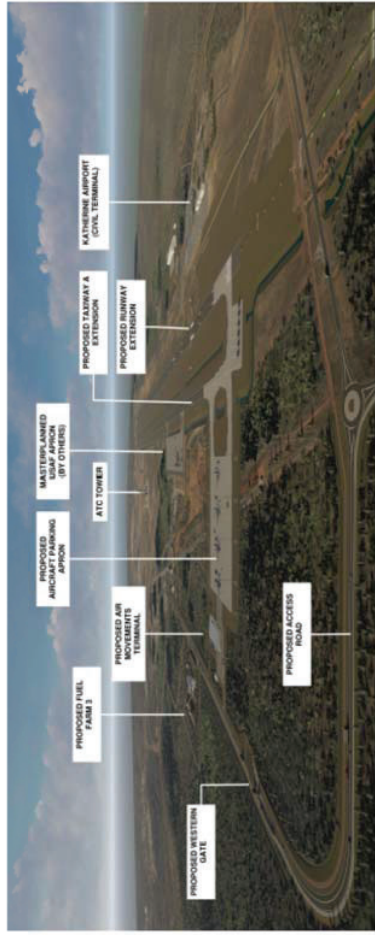 PROPOSED FUEL
FARM 3
PROPOSED WESTERN
GATE
PROPOSED AIR
MOVEMENTS
TERMINAL
PROPOSED
AIRCRAFT PARKING
APRON
ATC TOWER
MASTERPLANNED
USAF APRON
(BY OTHERS)
PROPOSED TAXIWAY A
EXTENSION
PROPOSED RUNWAY
EXTENSION
KATHERINE AIRPORT
(CIVIL TERMINAL)
PROPOSED ACCESS
ROAD